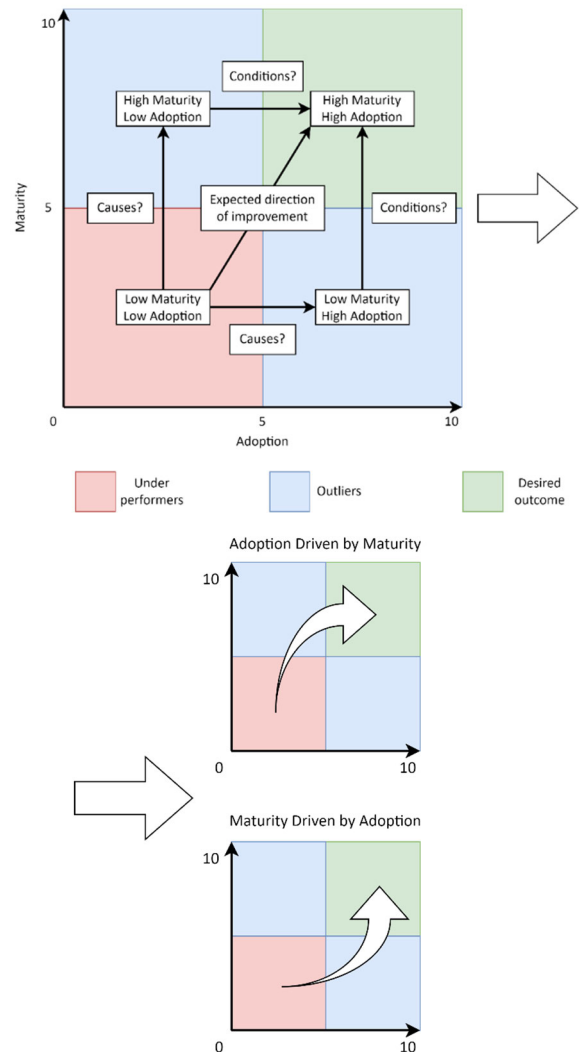 10
Conditions?
High Maturity
Low Adoption
High Maturity
High Adoption
Maturity
5
Causes?
Expected direction
of improvement
Conditions?
Low Maturity
Low Adoption
Low Maturity
High Adoption
Causes?
0
5
10
Adoption
Under
performers
Outliers
Desired
outcome
Adoption Driven by Maturity
10
0
10
Maturity Driven by Adoption
10
0
10